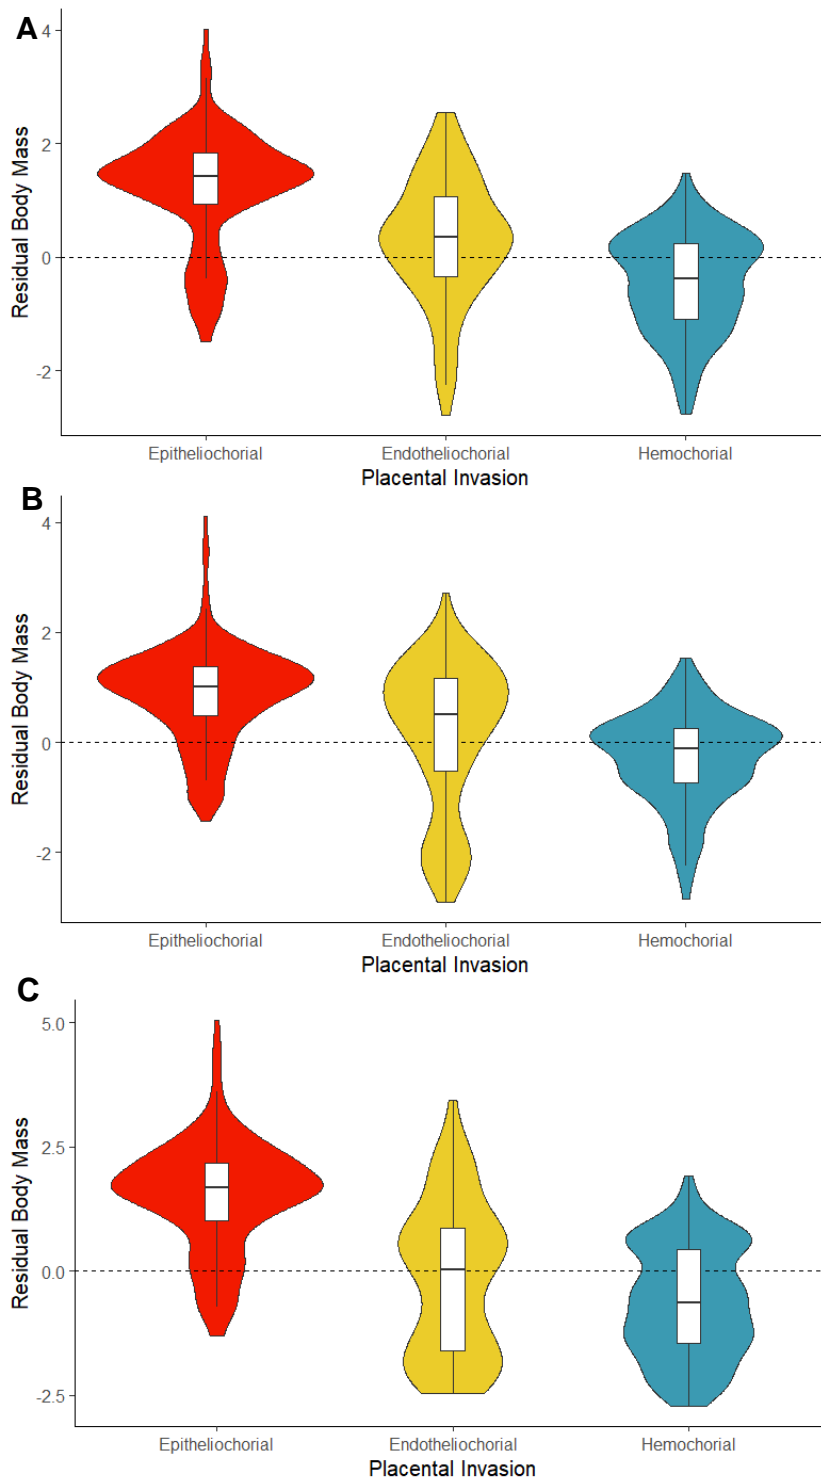 A
4
2
0
-2
Residual Body Mass
Epitheliochorial Endotheliochorial Hemochorial
Placental Invasion
B
4
2
0
-2
Residual Body Mass
Epitheliochorial Endotheliochorial Hemochorial
Placental Invasion
C
5.0
2.5
0.0
-2.5
Residual Body Mass
Epitheliochorial Endotheliochorial Hemochorial
Placental Invasion